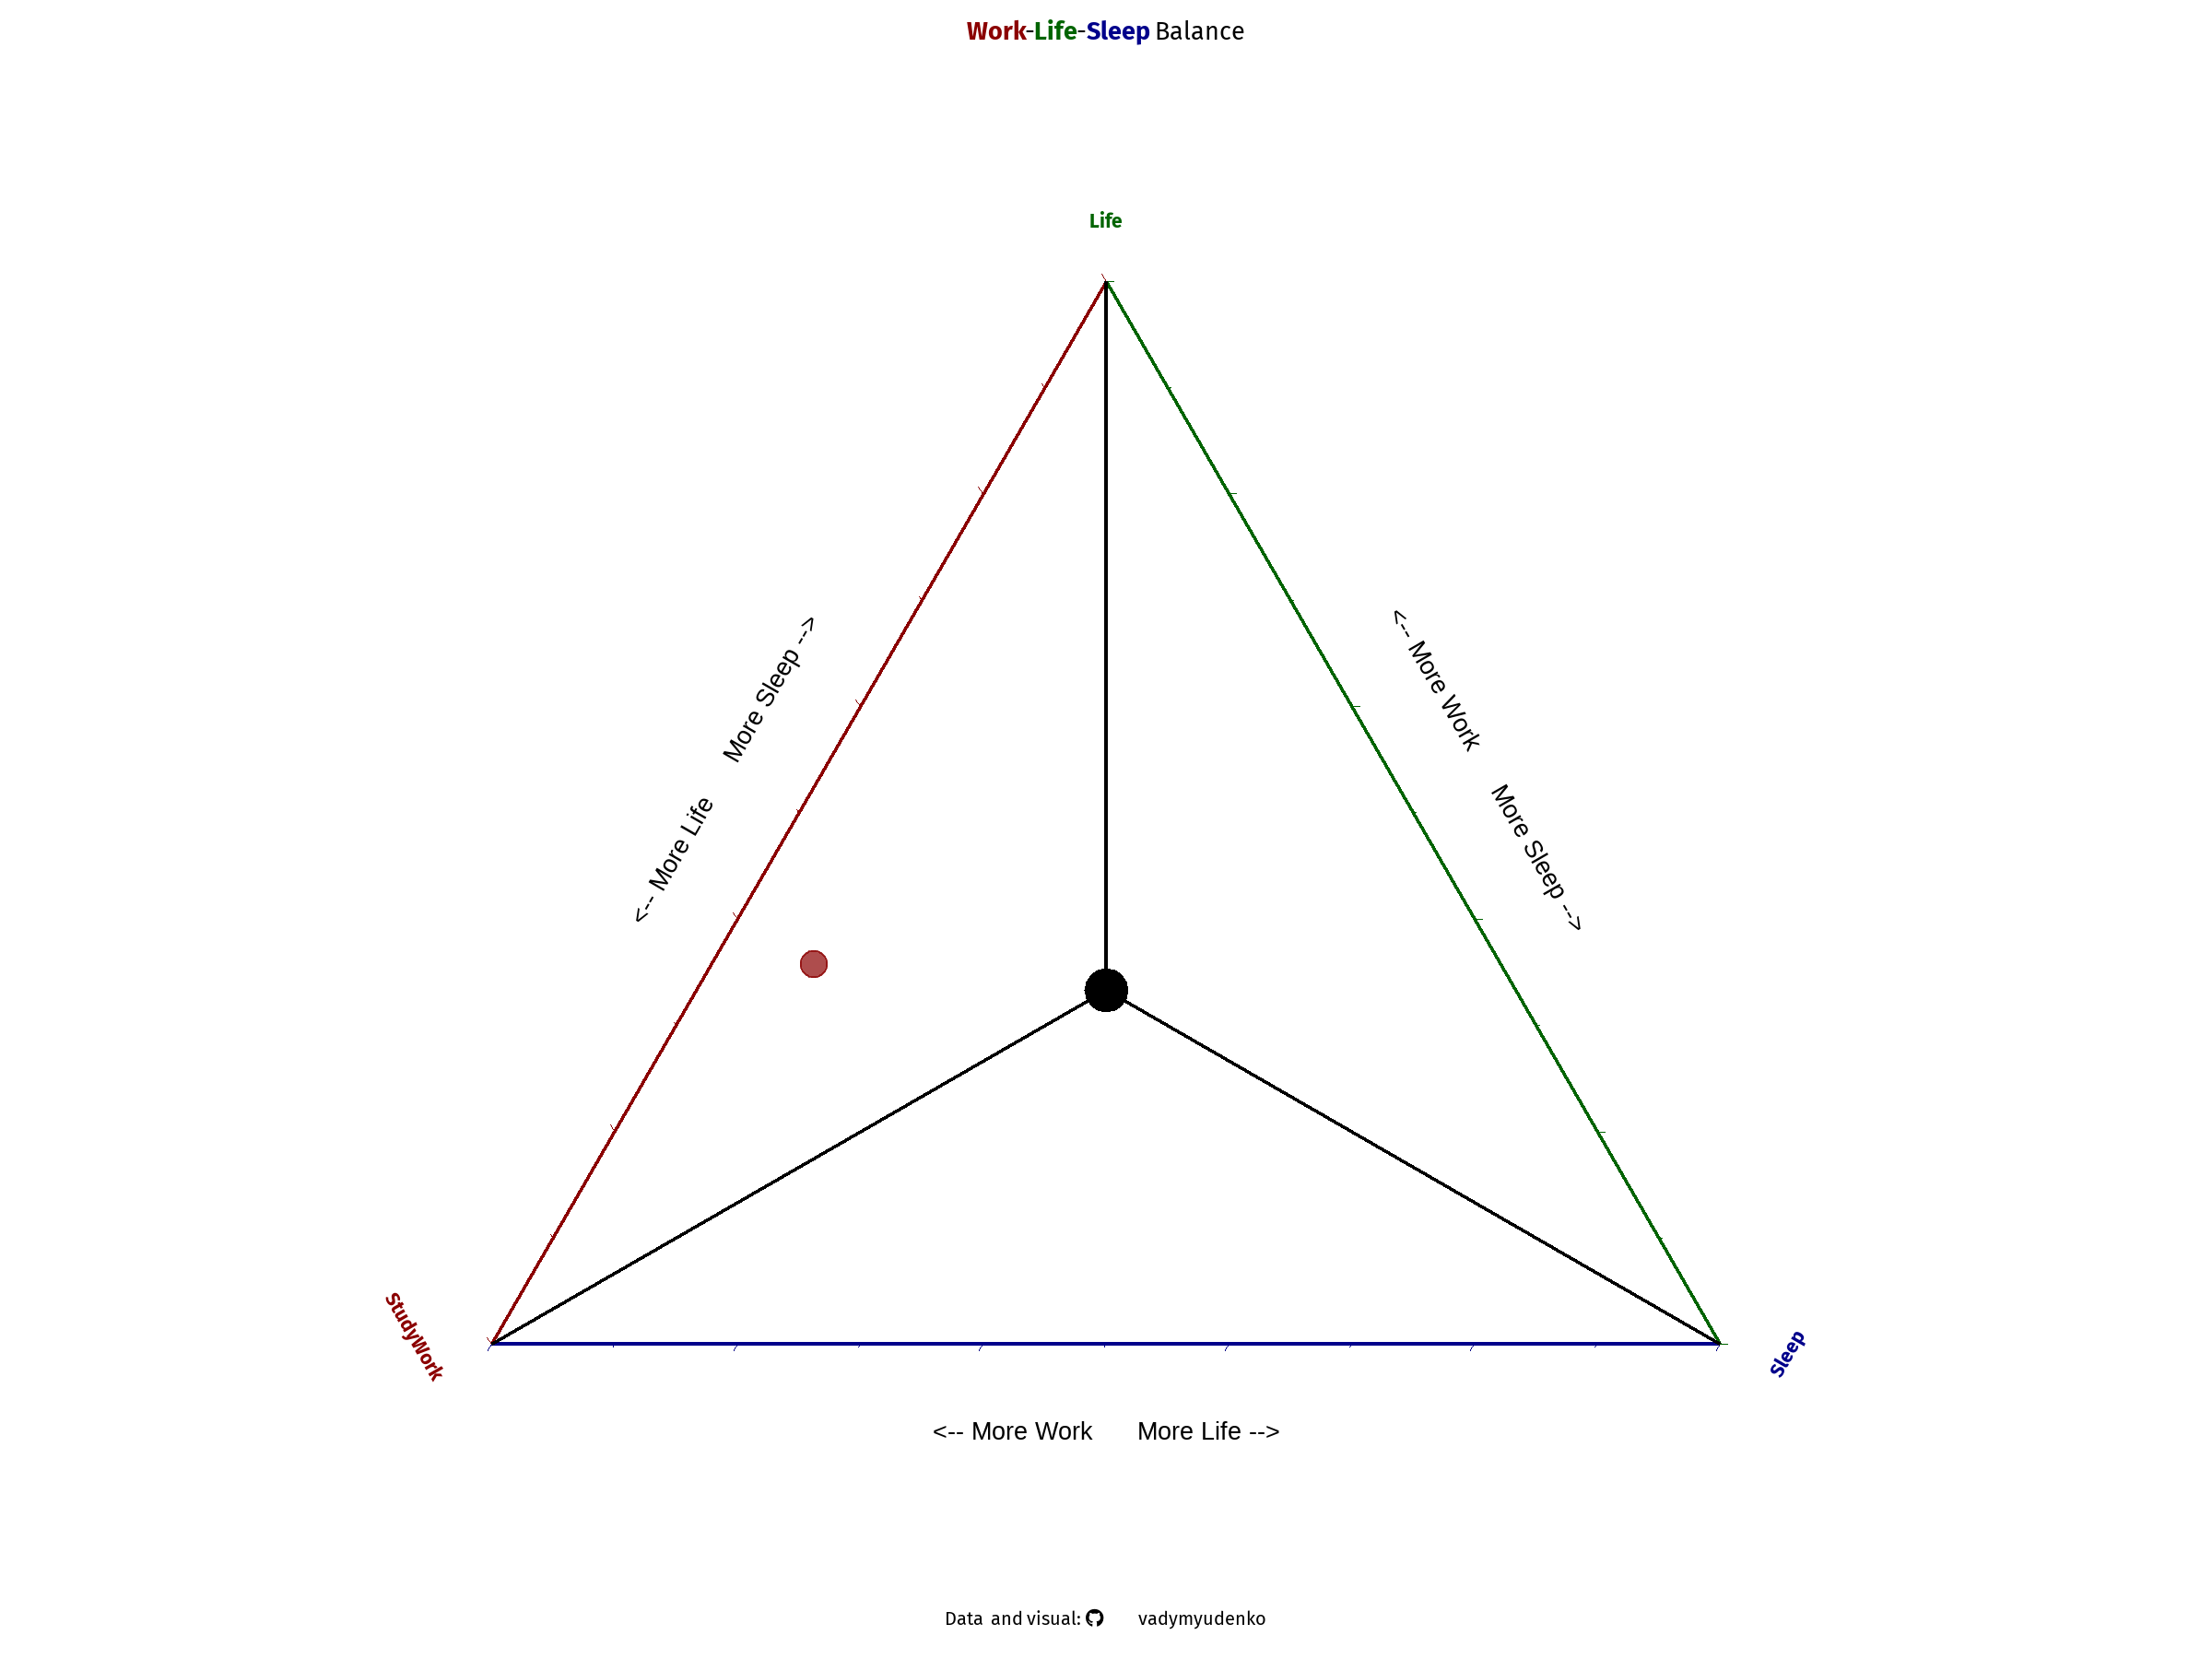 Work-Life-Sleep Balance
Life
<-- More Life More Sleep -->
<-- More Work More Sleep -->
StudyWork
Sleep
<-- More Work More Life -->
Data and visual: vadymyudenko